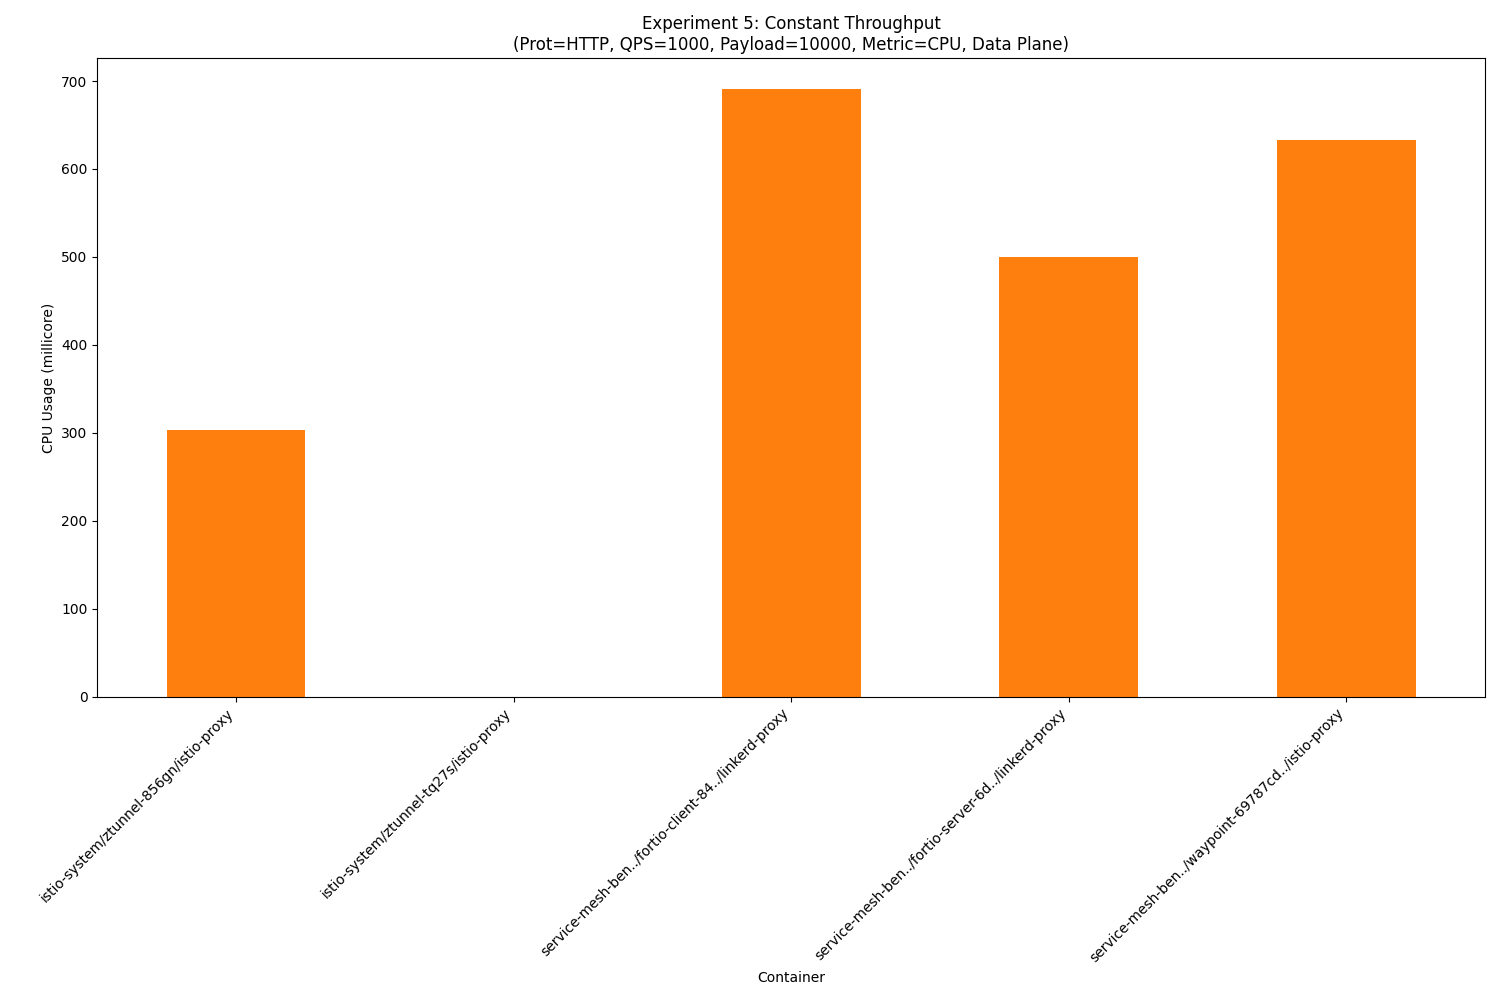 Experiment 5: Constant Throughput
(Prot=HTTP, QPS=1000, Payload=10000, Metric=CPU, Data Plane)
CPU Usage (millicore)
700
600
500
400
300
200
100
0
istio-system/ztunnel-856gn/istio-proxy
istio-system/ztunnel-tq27s/istio-proxy
service-mesh-ben../fortio-client-84../linkerd-proxy
service-mesh-ben../fortio-server-6d../linkerd-proxy
service-mesh-ben../waypoint-69787cd../istio-proxy
Container